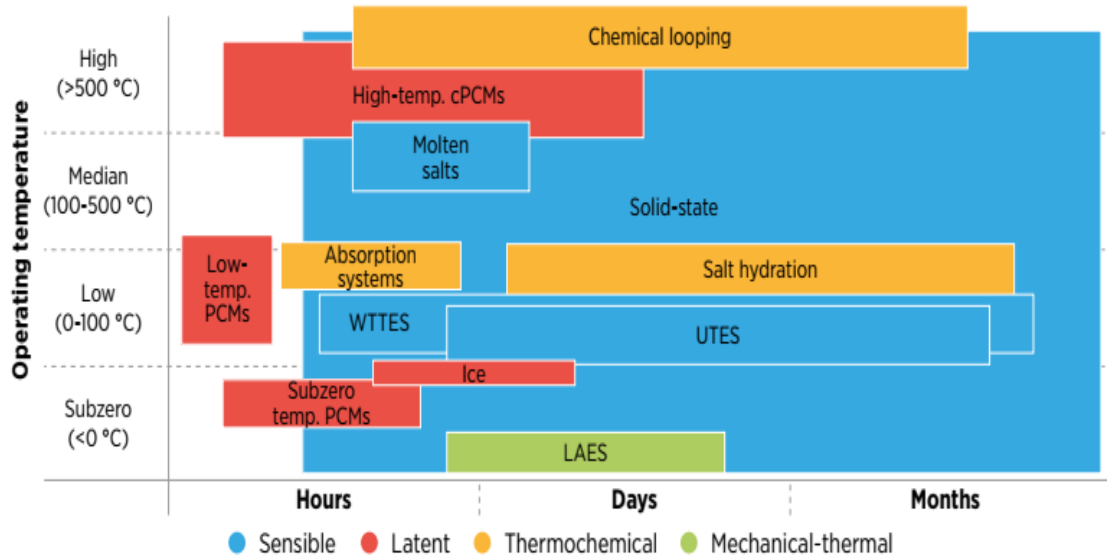 Operating temperature
High
(>500 °C)
Median
(100-500 °C)
Low
(0-100 °C)
Subzero
(<0 °C)
Chemical looping
High-temp. cPCMs
Molten
salts
Solid-state
Low-
temp.
PCMs
Absorption
systems
Salt hydration
WTTES
UTES
Ice
Subzero
temp. PCMs
LAES
Hours
Days
Months
Sensible
Latent
Thermochemical
Mechanical-thermal